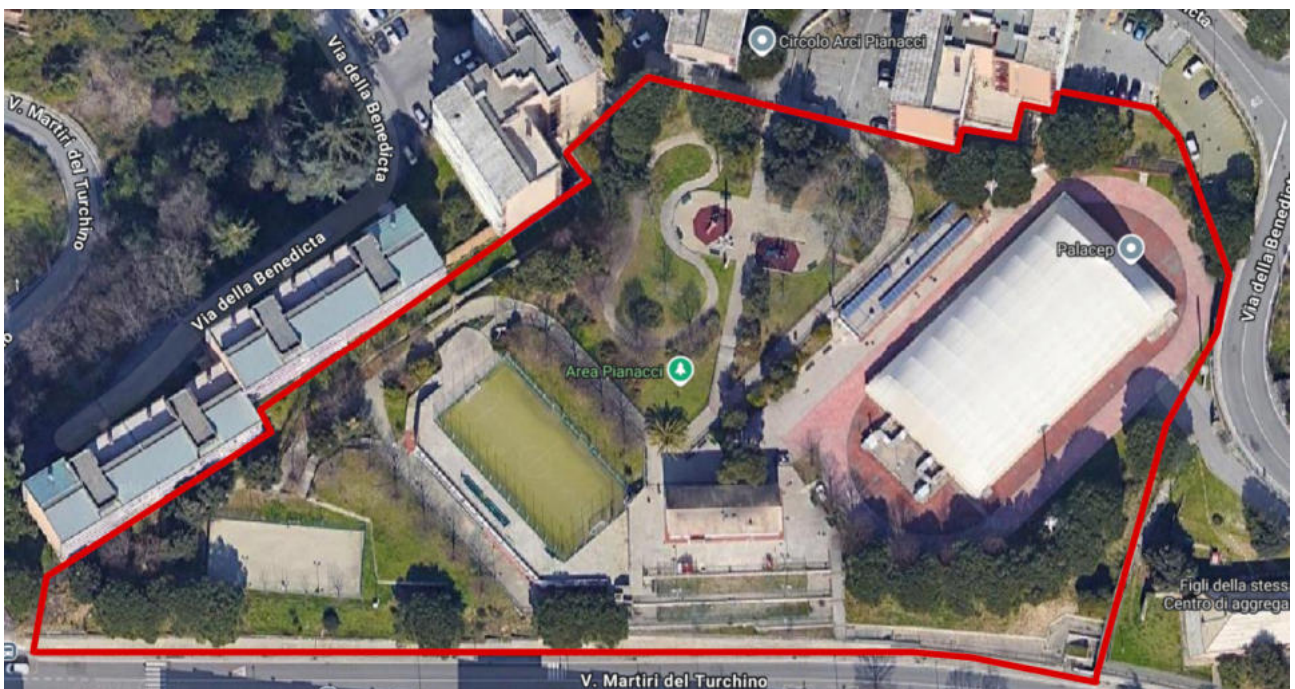 Circolo Arci Pianacci
Via della Benedicta
V. Martiri del Turchino
Via della Benedicta
Palacep
Via della Benedict
Area Pianacci
Figli della stess
Centro di aggrega
V. Martiri del Turchino